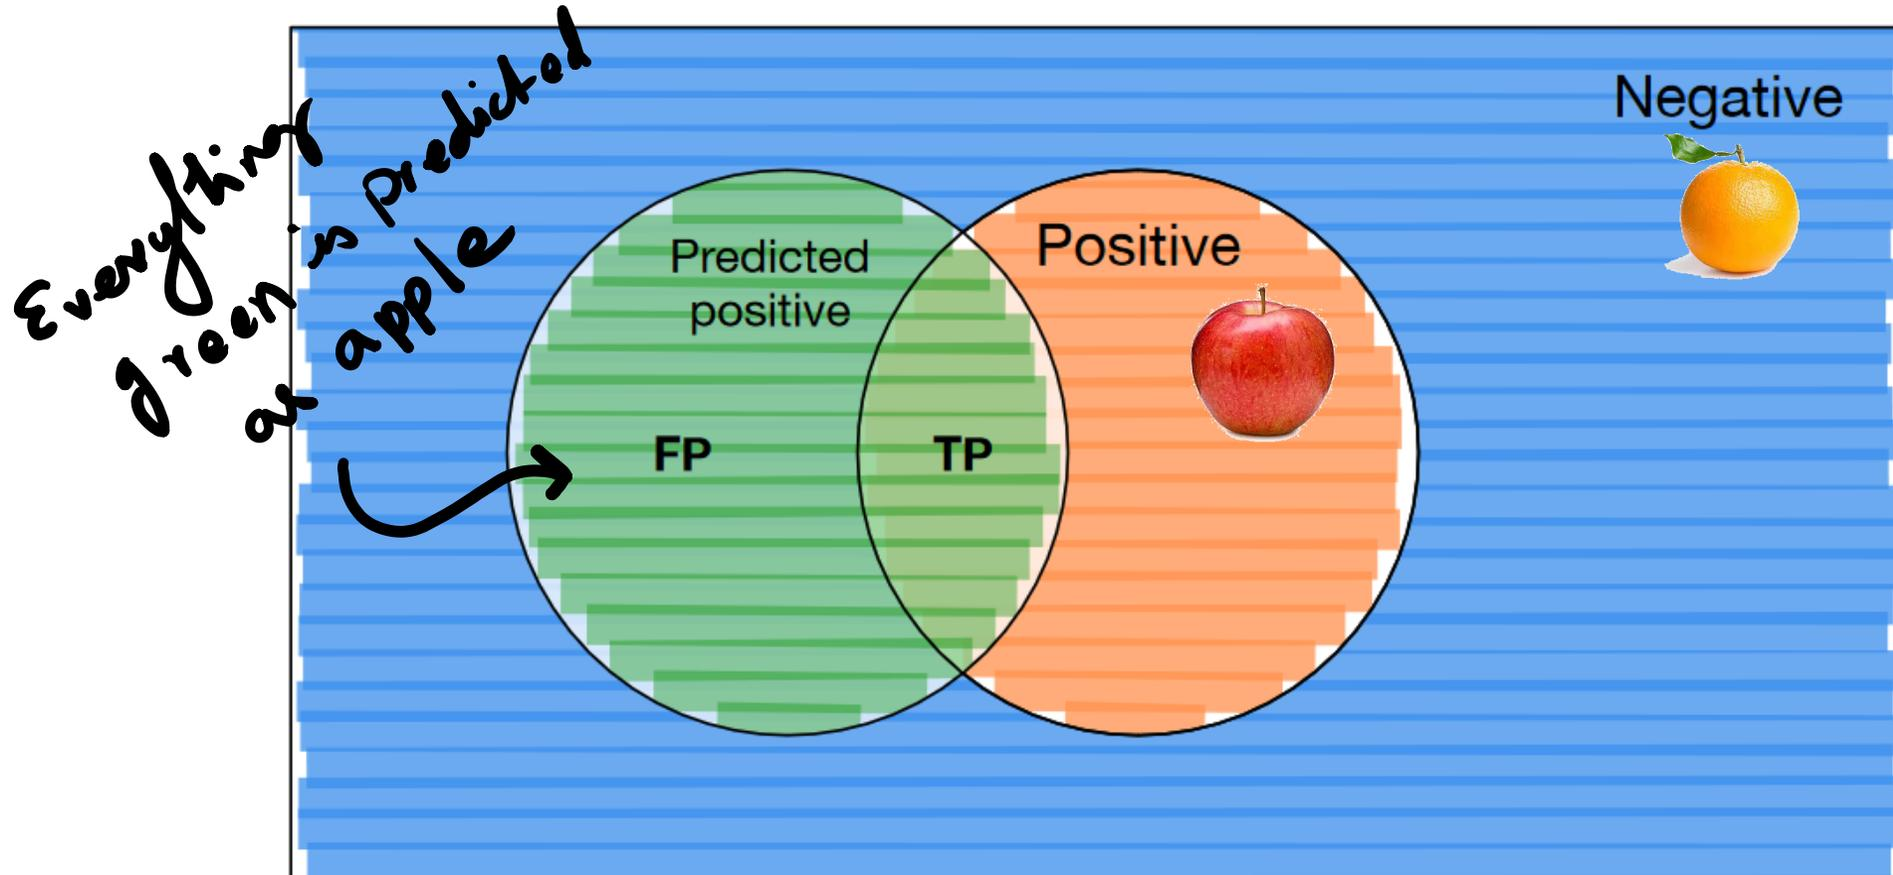 Everything
is predicted
green
as apple
Negative
Predicted
positive
Positive
FP
TP